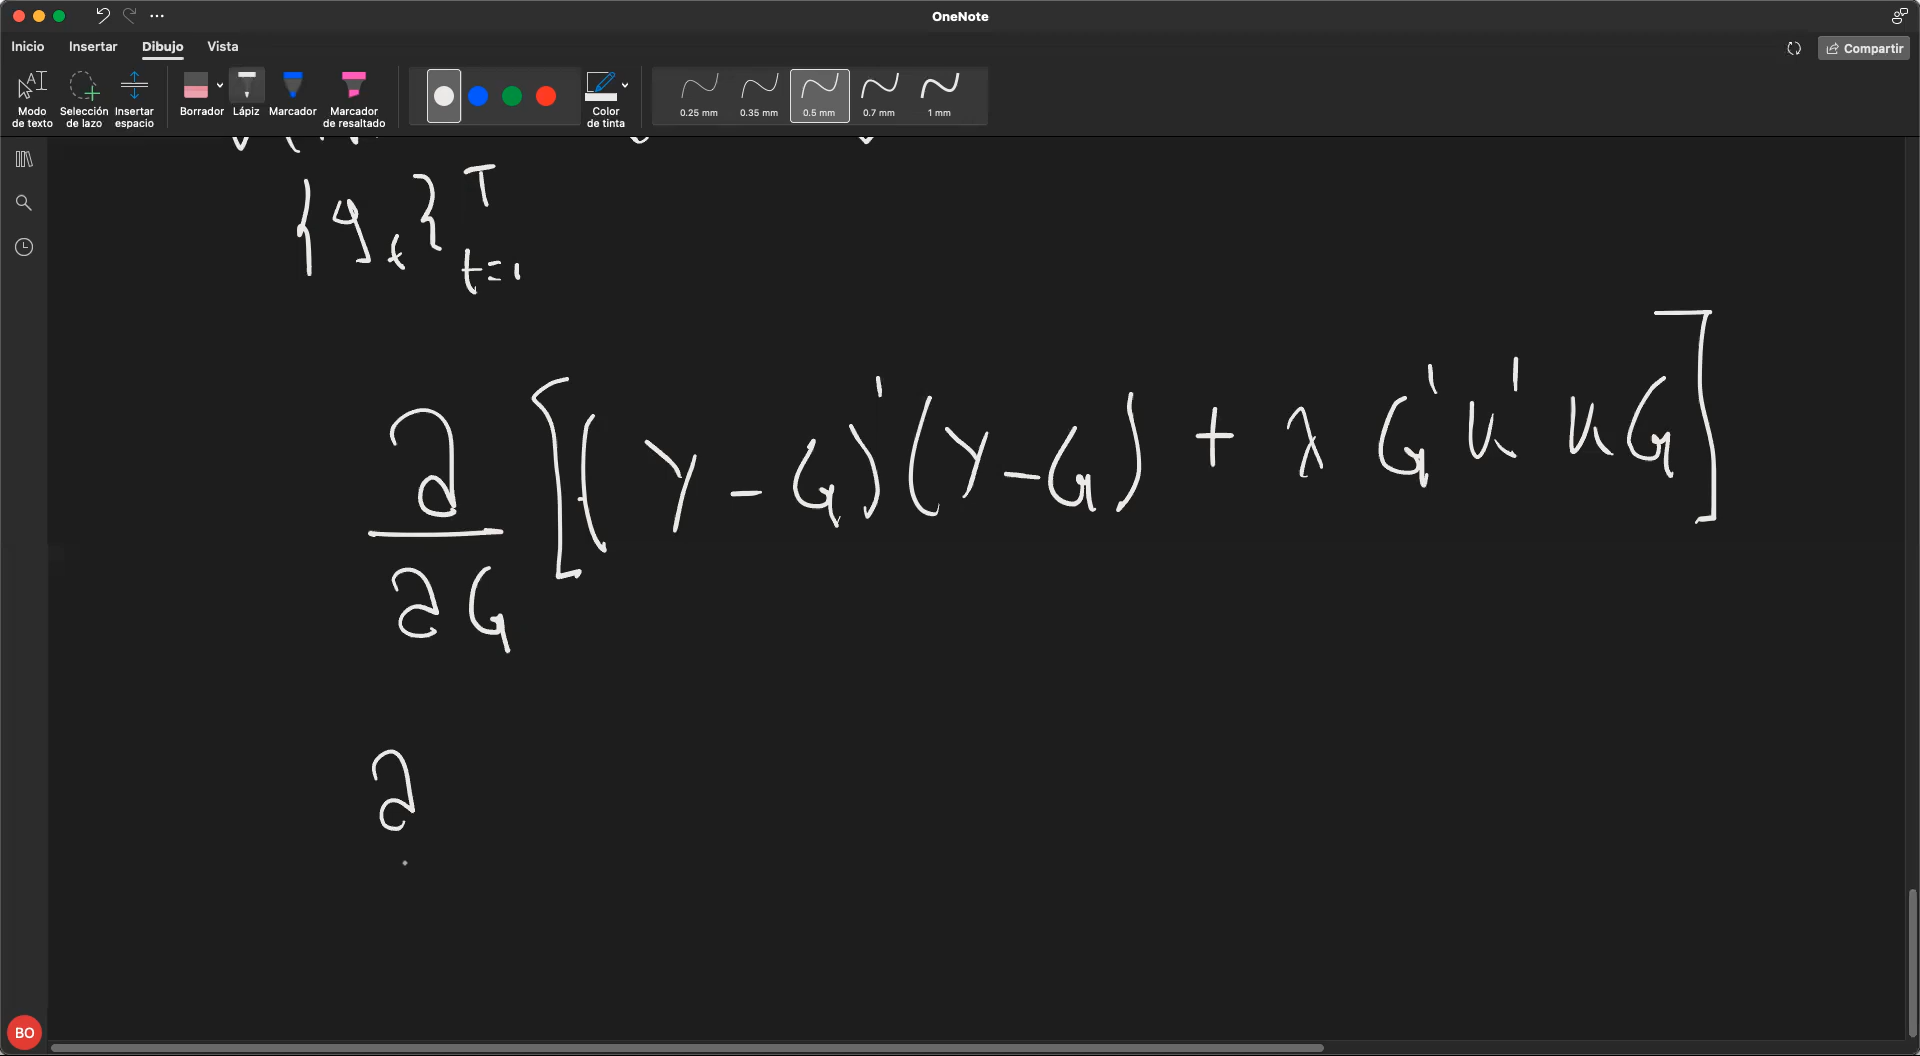 OneNote
Inicio Insertar Dibujo Vista
Compartir
Modo de texto
Selección de lazo
Insertar espacio
Borrador
Lápiz
Marcador
Marcador de resaltado
Color de tinta
0.25 mm
0.35 mm
0.5 mm
0.7 mm
1 mm
{y_t}^T_{t=1}
∂/∂G [(Y - G)'(Y - G) + λ G'K'KG]
∂
BO